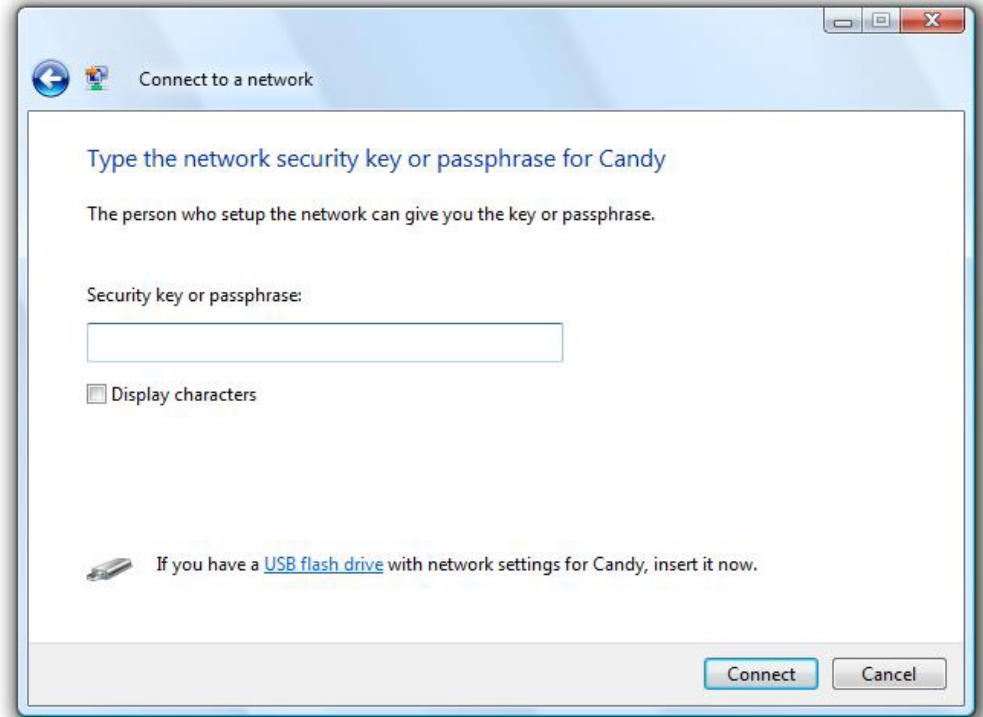 Connect to a network
Type the network security key or passphrase for Candy
The person who setup the network can give you the key or passphrase.
Security key or passphrase:
Display characters
If you have a USB flash drive with network settings for Candy, insert it now.
Connect Cancel